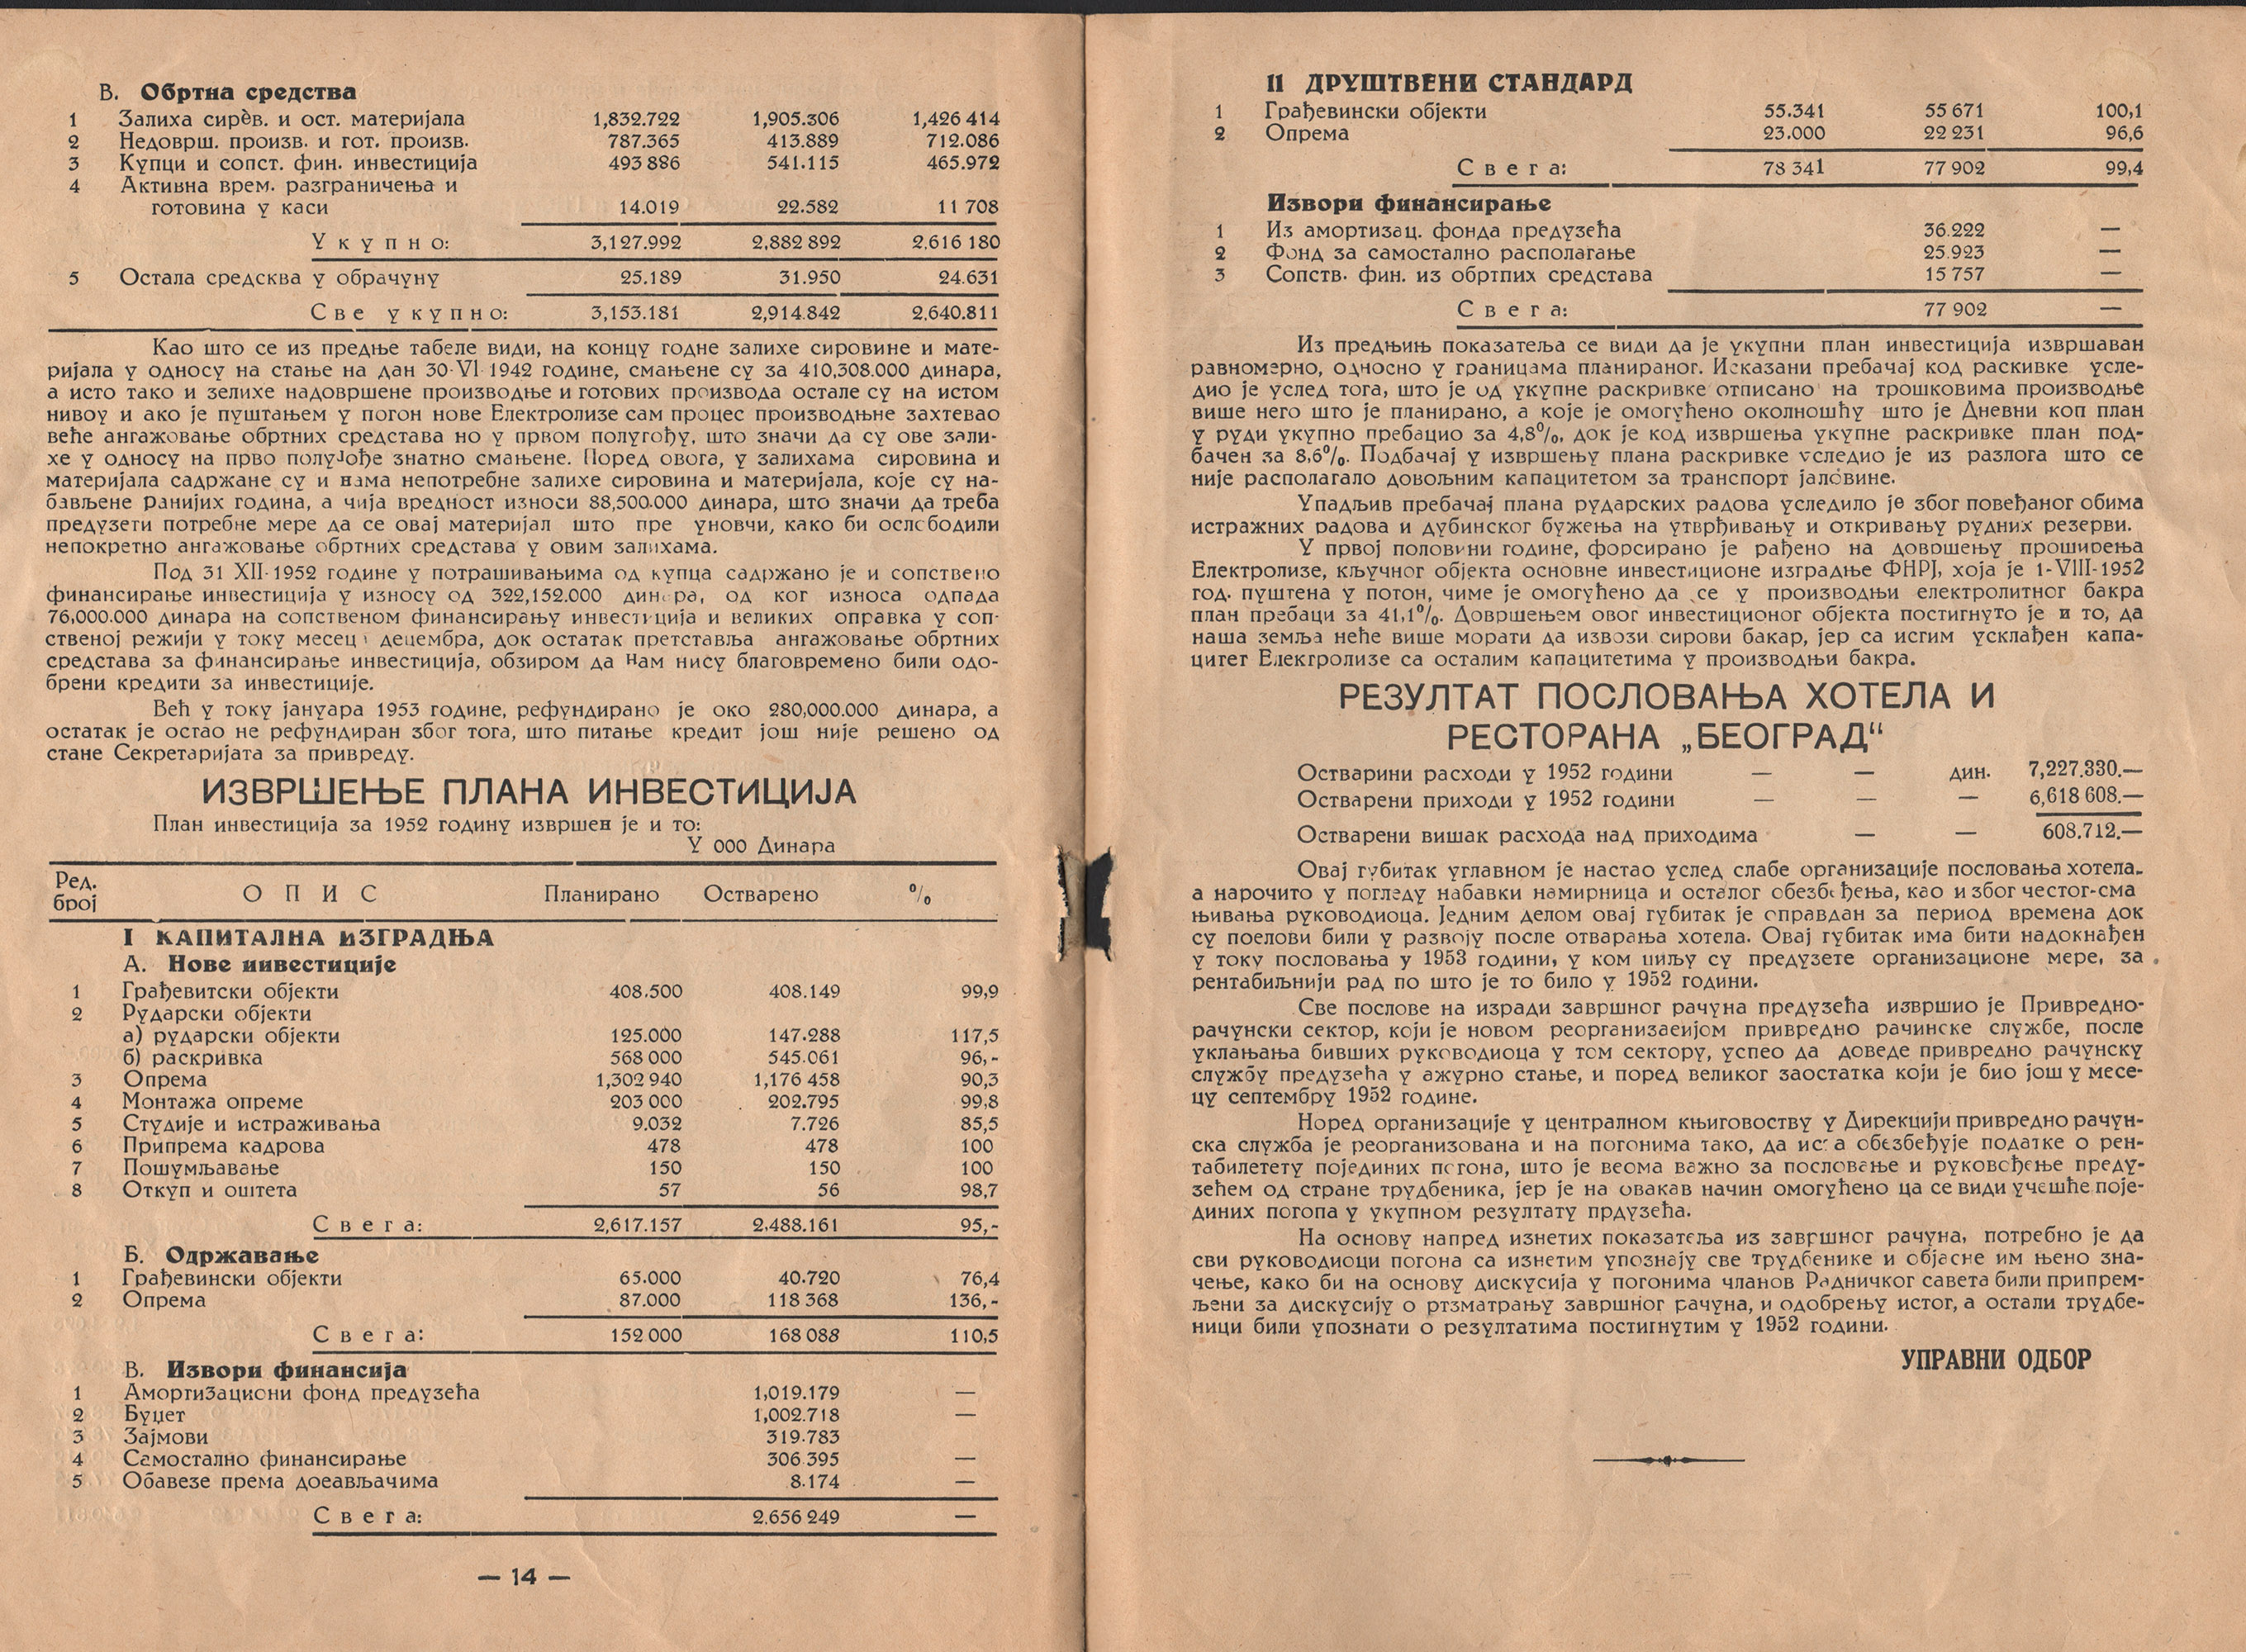 В. Обртна средства
1 Залиха сирев. и ост. материјала 1,832.722 1,905.306 1,426 414
2 Недоврш. произв. и гот. произв. 787.365 413.889 712.086
3 Купци и сопст. фин. инвестиција 493 886 541.115 465.972
4 Активна врем. разграничења и
готовина у каси 14.019 22.582 11 708
Укупно: 3,127.992 2,882 892 2.616 180
5 Остала средсква у обрачуну 25.189 31.950 24.631
Све укупно: 3,153.181 2,914.842 2,640.811
Као што се из предње табеле види, на концу годне залихе сировине и мате-
ријала у односу на стање на дан 30-VI 1942 године, смањене су за 410,308.000 динара,
а исто тако и зелихе надовршене производње и готових производа остале су на истом
нивоу и ако је пуштањем у погон нове Електролизе сам процес производњне захтевао
веће ангажовање обртних средстава но у првом полугођу, што значи да су ове зали-
хе у односу на прво полуЈође знатно смањене. Поред овога, у залихама сировина и
материјала садржане су и нама непотребне залихе сировина и материјала, које су на-
бављене ранијих година, а чија вредност износи 88,500.000 динара, што значи да треба
предузети потребне мере да се овај материјал што пре уновчи, како би ослободили
непокретно ангажовање обртних средстава у овим залихама.
Под 31 XII-1952 године у потрашивањима од купца садржано је и сопствено
финансирање инвестиција у износу од 322,152.000 динара, од ког износа одпада
76,000.000 динара на сопственом финансирању инвестиција и великих оправка у соп-
ственој режији у току месец децембра, док остатак претставља ангажовање обртних
средстава за финансирање инвестиција, обзиром да нам нису благовремено били одо-
брени кредити за инвестиције.
Већ у току јануара 1953 године, рефундирано је око 280,000.000 динара, а
остатак је остао не рефундиран због тога, што питање кредит још није решено од
стане Секретаријата за привреду.
ИЗВРШЕЊЕ ПЛАНА ИНВЕСТИЦИЈА
План инвестиција за 1952 годину извршен је и то:
У 000 Динара
Ред. број ОПИС Планирано Остварено %
I КАПИТАЛНА ИЗГРАДЊА
А. Нове иивестиције
1 Грађевитски објекти 408.500 408.149 99,9
2 Рударски објекти
а) рударски објекти 125.000 147.288 117,5
б) раскривка 568 000 545.061 96,-
3 Опрема 1,302 940 1,176 458 90,3
4 Монтажа опреме 203 000 202.795 99,8
5 Студије и истраживања 9.032 7.726 85,5
6 Припрема кадрова 478 478 100
7 Пошумљавање 150 150 100
8 Откуп и оштета 57 56 98,7
Свега: 2,617.157 2.488.161 95,-
Б. Одржавање
1 Грађевински објекти 65.000 40.720 76,4
2 Опрема 87.000 118 368 136,-
Свега: 152 000 168 088 110,5
В. Извори финансија
1 Амортизациони фонд предузећа 1,019.179 —
2 Буџет 1,002.718 —
3 Зајмови 319.783
4 Самостално финансирање 306.395 —
5 Обавезе према доеављачима 8.174 —
Свега: 2.656 249 —
— 14 —
II ДРУШТВЕНИ СТАНДАРД
1 Грађевински објекти 55.341 55 671 100,1
2 Опрема 23.000 22 231 96,6
Свега: 78 341 77 902 99,4
Извори финансирање
1 Из амортизац. фонда предузећа 36.222 —
2 Фонд за самостално располагање 25.923 —
3 Сопств. фин. из обртпих средстава 15 757 —
Свега: 77 902 —
Из предњињ показатеља се види да је укупни план инвестиција извршаван
равномерно, односно у границама планираног. Исказани пребачај код раскивке усле-
дио је услед тога, што је од укупне раскривке отписано на трошковима производње
више него што је планирано, а које је омогућено околношћу што је Дневни коп план
у руди укупно пребацио за 4,8%, док је код извршења укупне раскривке план под-
бачен за 8,6%. Подбачај у извршењу плана раскривке уследио је из разлога што се
није располагало довољним капацитетом за транспорт јаловине.
Упадљив пребачај плана рударских радова уследило је због повећаног обима
истражних радова и дубинског бужења на утврђивању и откривању рудних резерви.
У првој половини године, форсирано је рађено на довршењу проширења
Електролизе, кључног објекта основне инвестиционе изградње ФНРЈ, хоја је 1-VIII-1952
год. пуштена у потон, чиме је омогућено да се у производњи електролитног бакра
план пребаци за 41,1%. Довршењем овог инвестиционог објекта постигнуто је и то, да
наша земља неће више морати да извози сирови бакар, јер са исгим усклађен капа-
цигет Електролизе са осталим капацитетима у производњи бакра.
РЕЗУЛТАТ ПОСЛОВАЊА ХОТЕЛА И
РЕСТОРАНА „БЕОГРАД“
Остварини расходи у 1952 години — — дин. 7,227.330.—
Остварени приходи у 1952 години — — — 6,618 608.—
Остварени вишак расхода над приходима — — 608.712.—
Овај губитак углавном је настао услед слабе организације пословања хотела.
а нарочито у погледу набавки намирница и осталог обезбеђења, као и због честог-сма
њивања руководиоца. Једним делом овај губитак је оправдан за период времена док
су поелови били у развоју после отварања хотела. Овај губитак има бити надокнађен
у току пословања у 1953 години, у ком циљу су предузете организационе мере, за
рентабиљнији рад по што је то било у 1952 години.
Све послове на изради завршног рачуна предузећа извршио је Привредно-
рачунски сектор, који је новом реорганизаеијом привредно рачинске службе, после
уклањања бивших руководиоца у том сектору, успео да доведе привредно рачунску
службу предузећа у ажурно стање, и поред великог заостатка који је био још у месе-
цу септембру 1952 године.
Норед организације у централном књиговоству у Дирекцији привредно рачун-
ска служба је реорганизована и на погонима тако, да иста обезбеђује податке о рен-
табилетету појединих погона, што је веома важно за пословање и руковођење преду-
зећем од стране трудбеника, јер је на овакав начин омогућено ца се види учешће поје-
диних погопа у укупном резултату прдузећа.
На основу напред изнетих показатеља из завршног рачуна, потребно је да
сви руководиоци погона са изнетим упознају све трудбенике и објасне им њено зна-
чење, како би на основу дискусија у погонима чланов Радничког савета били припрем-
љени за дискусију о ртзматрању завршног рачуна, и одобрењу истог, а остали трудбе-
ници били упознати о резултатима постигнутим у 1952 години.
УПРАВНИ ОДБОР